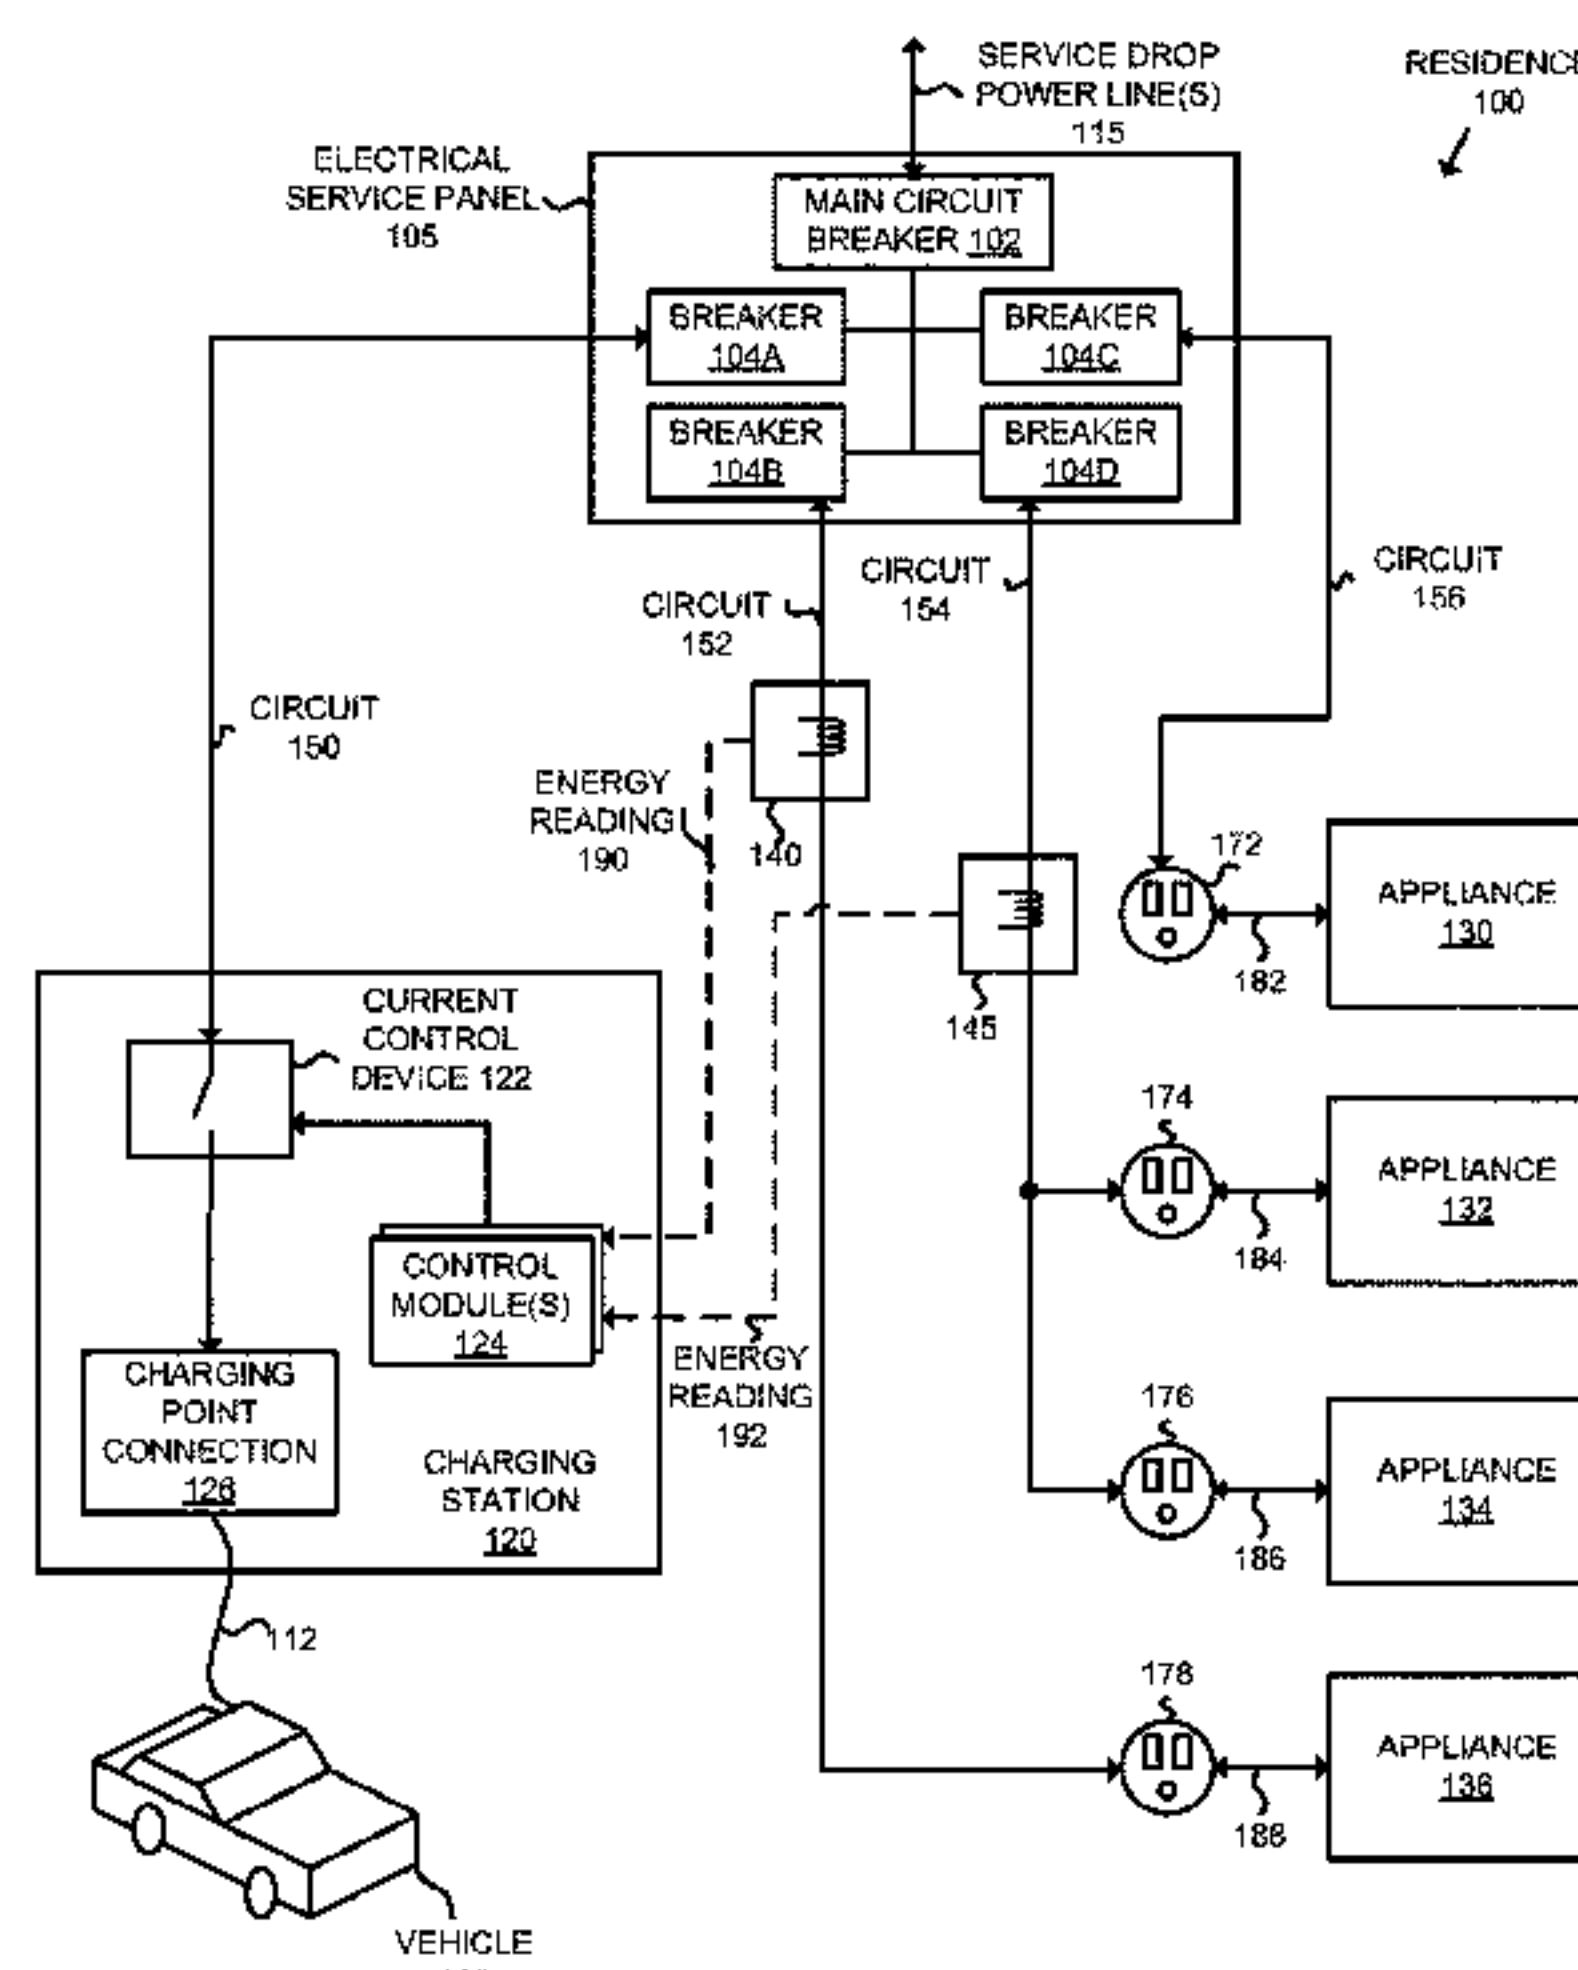 SERVICE DROP
POWER LINE(S)
115
RESIDENCE
100
ELECTRICAL
SERVICE PANEL
105
MAIN CIRCUIT
BREAKER 102
BREAKER
104A
BREAKER
104C
BREAKER
104B
BREAKER
104D
CIRCUIT
152
CIRCUIT
154
CIRCUIT
156
CIRCUIT
150
ENERGY
READING
190
140
145
172
APPLIANCE
130
182
CURRENT
CONTROL
DEVICE 122
174
APPLIANCE
132
184
CONTROL
MODULE(S)
124
ENERGY
READING
192
CHARGING
POINT
CONNECTION
126
CHARGING
STATION
120
176
APPLIANCE
134
186
112
178
APPLIANCE
136
188
VEHICLE